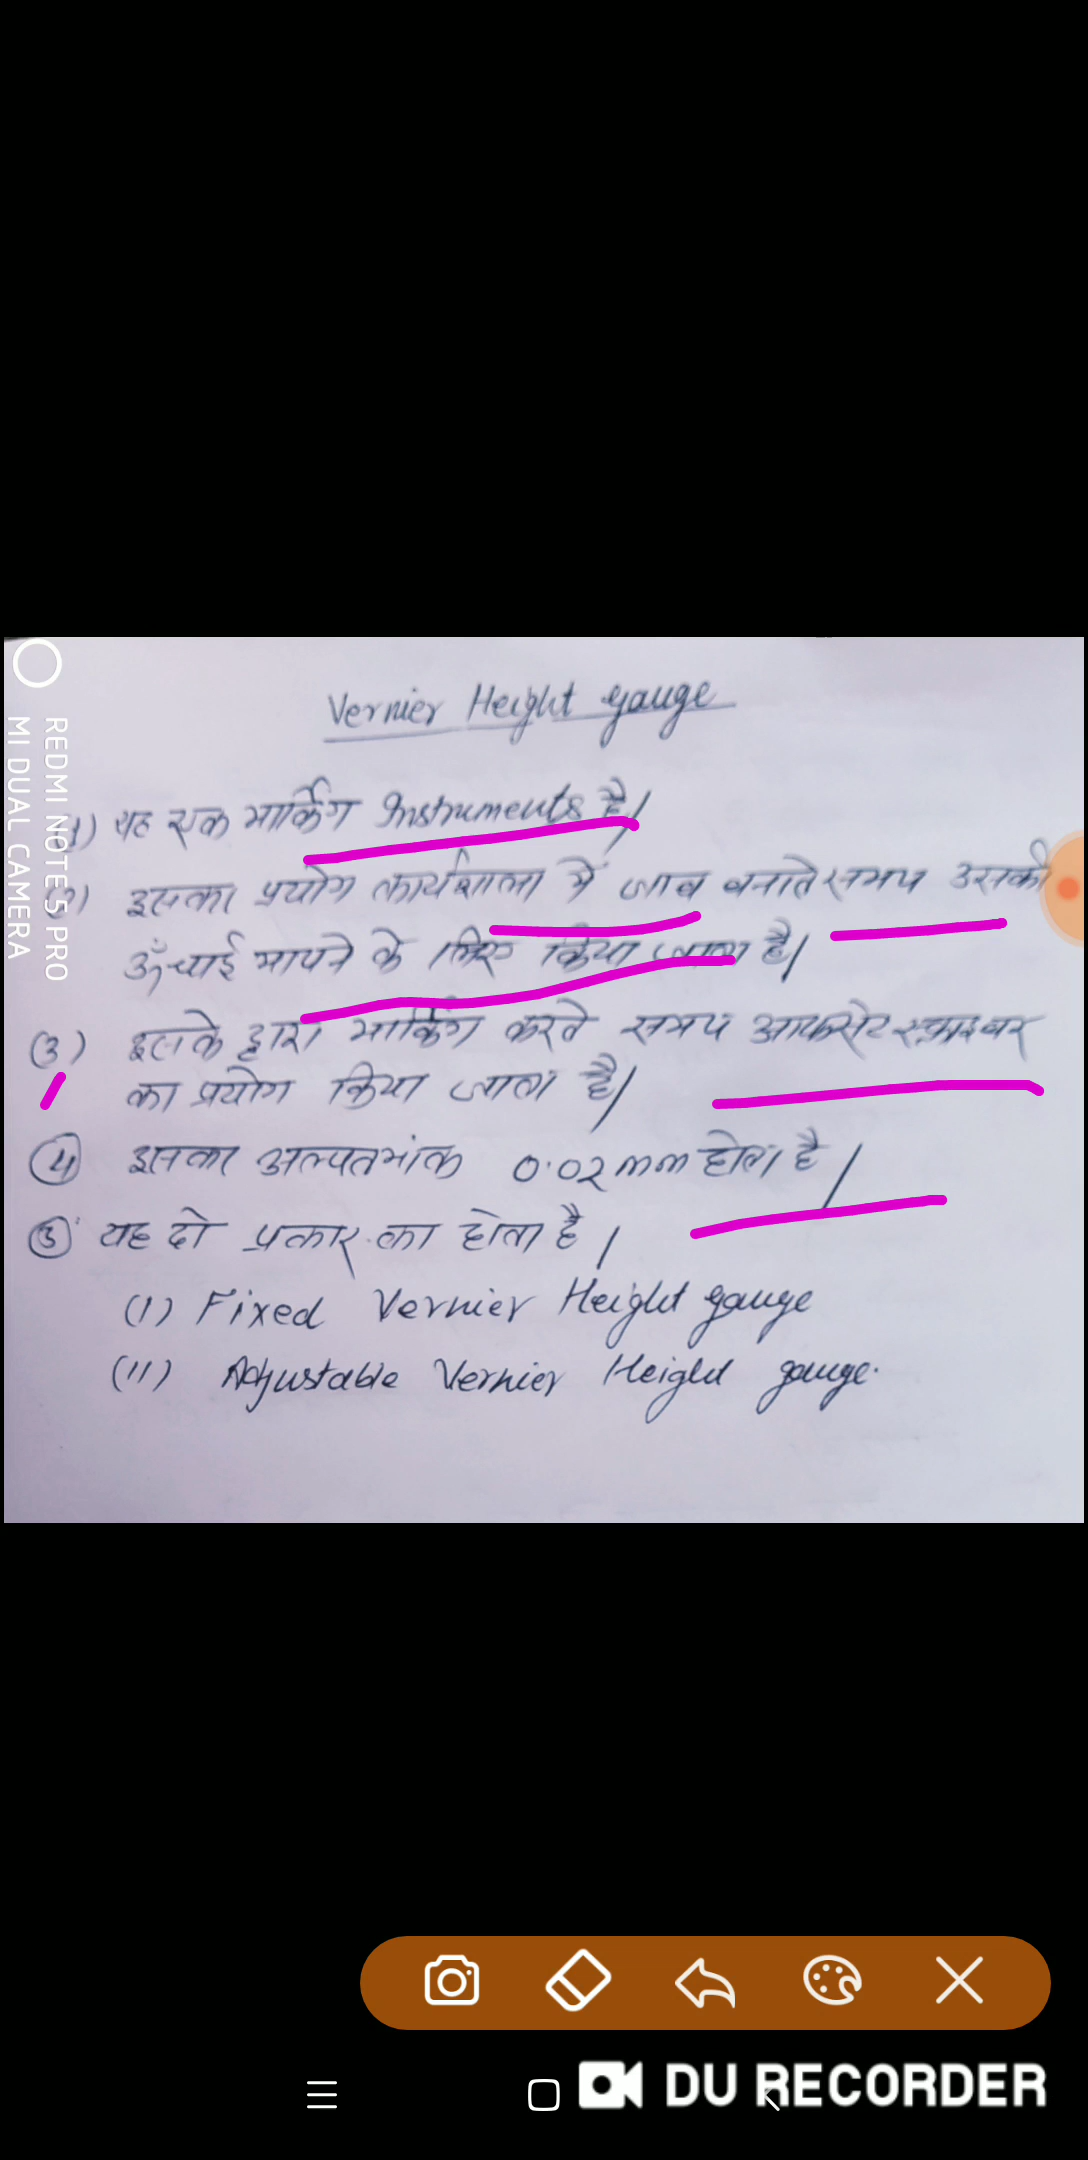 Vernier Height gauge
(1) यह एक मार्किंग Instruments है।
(2) इसका प्रयोग कार्यशाला में जाव बनाते समय उसकी
ऊँचाई मापने के लिए किया जाता है।
(3) इसके द्वारा मार्किंग करते समय आफसेट स्क्राइबर
का प्रयोग किया जाता है।
(4) इसका अल्पतमांक 0.02 mm होता है।
(5) यह दो प्रकार का होता है।
(I) Fixed Vernier Height gauge
(II) Adjustable Vernier Height gauge.
REDMI NOTE 5 PRO
MI DUAL CAMERA
DU RECORDER